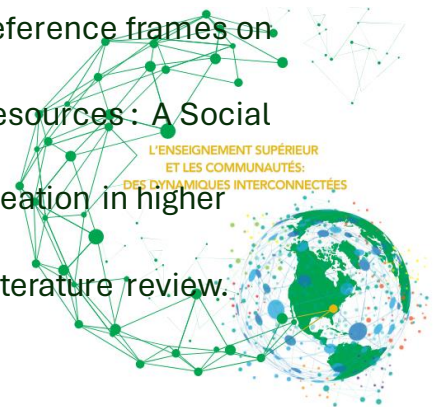 eference frames on
esources : A Social
L'ENSEIGNEMENT SUPÉRIEUR
ET LES COMMUNAUTÉS:
DES DYNAMIQUES INTERCONNECTÉES
eation in higher
terature review.